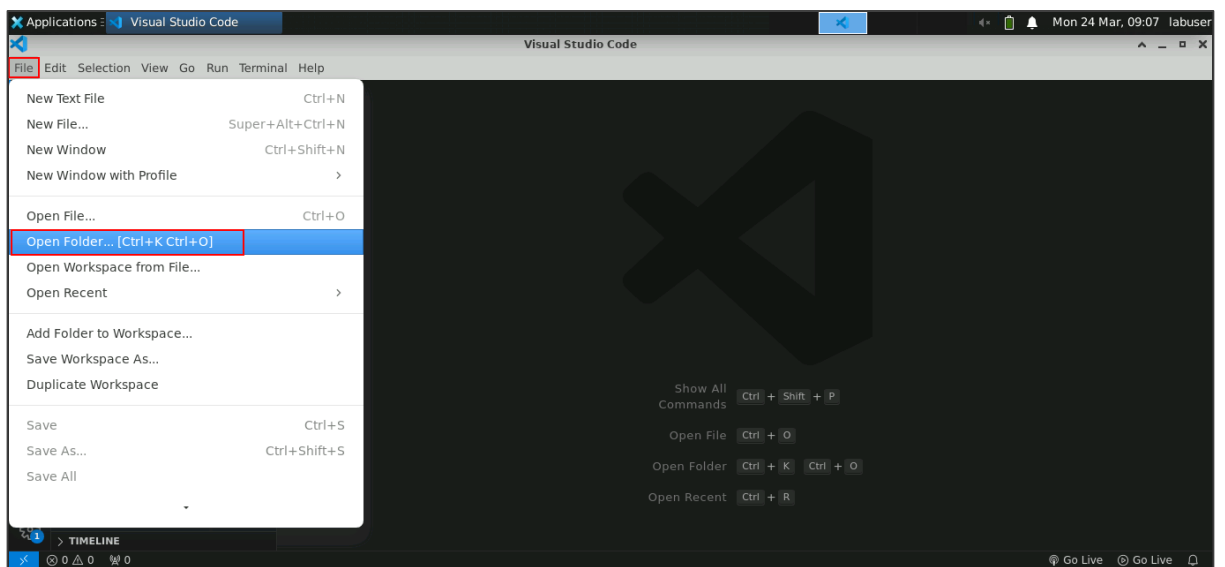 Applications Visual Studio Code Mon 24 Mar, 09:07 labuser
Visual Studio Code
File Edit Selection View Go Run Terminal Help
New Text File Ctrl+N
New File... Super+Alt+Ctrl+N
New Window Ctrl+Shift+N
New Window with Profile
Open File... Ctrl+O
Open Folder... [Ctrl+K Ctrl+O]
Open Workspace from File...
Open Recent
Add Folder to Workspace...
Save Workspace As...
Duplicate Workspace
Save Ctrl+S
Save As... Ctrl+Shift+S
Save All
Show All
Commands Ctrl + Shift + P
Open File Ctrl + O
Open Folder Ctrl + K Ctrl + O
Open Recent Ctrl + R
1
> TIMELINE
0 0 0 Go Live Go Live